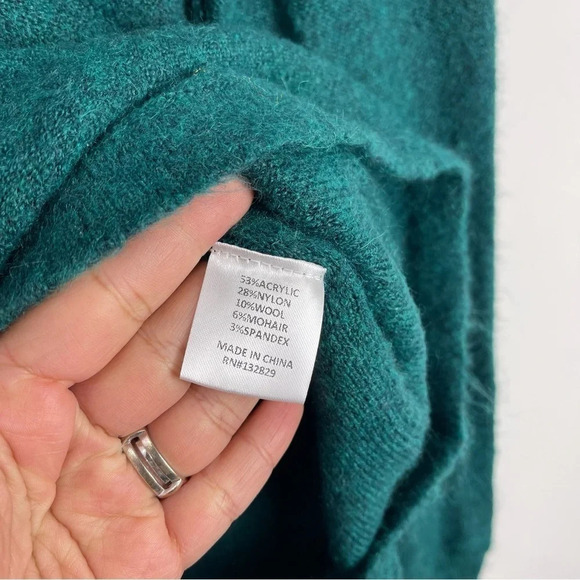 53%ACRYLIC
28%NYLON
10%WOOL
6%MOHAIR
3%SPANDEX
MADE IN CHINA
RN#132829